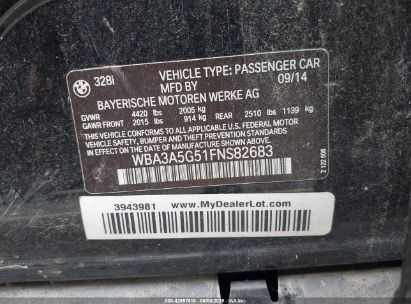 328i
VEHICLE TYPE: PASSENGER CAR
MFD BY 09/14
BAYERISCHE MOTOREN WERKE AG
GVWR 4420 lbs 2005 kg
GAWR FRONT 2015 lbs 914 kg REAR 2510 lbs 1139 kg
THIS VEHICLE CONFORMS TO ALL APPLICABLE U.S. FEDERAL MOTOR
VEHICLE SAFETY, BUMPER, AND THEFT PREVENTION STANDARDS IN
EFFECT ON THE DATE OF MANUFACTURE SHOWN ABOVE.
WBA3A5G51FNS82683
3943981 www.MyDealerLot.com